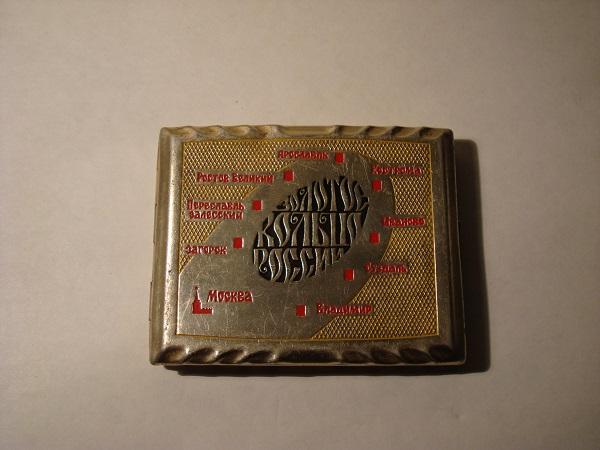 Ярославль
Ростов Великий
Кострома
Переславль
Залесский
Золотое
Кольцо
России
Иваново
Загорск
Суздаль
Москва
Владимир